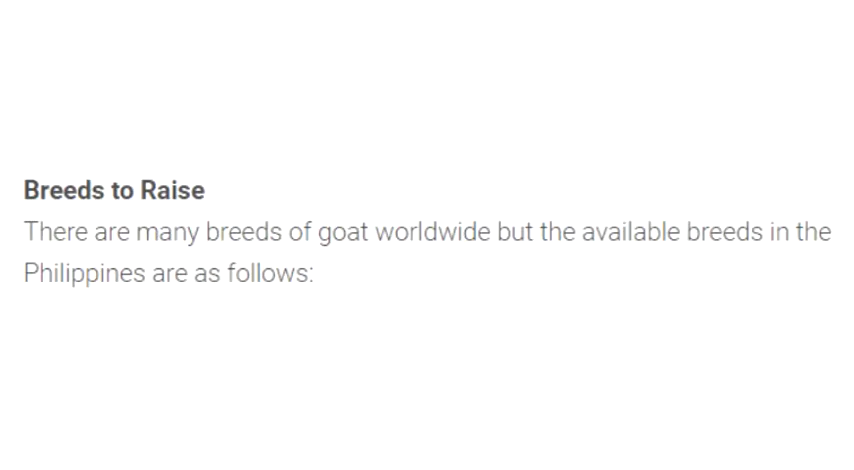 Breeds to Raise
There are many breeds of goat worldwide but the available breeds in the
Philippines are as follows: